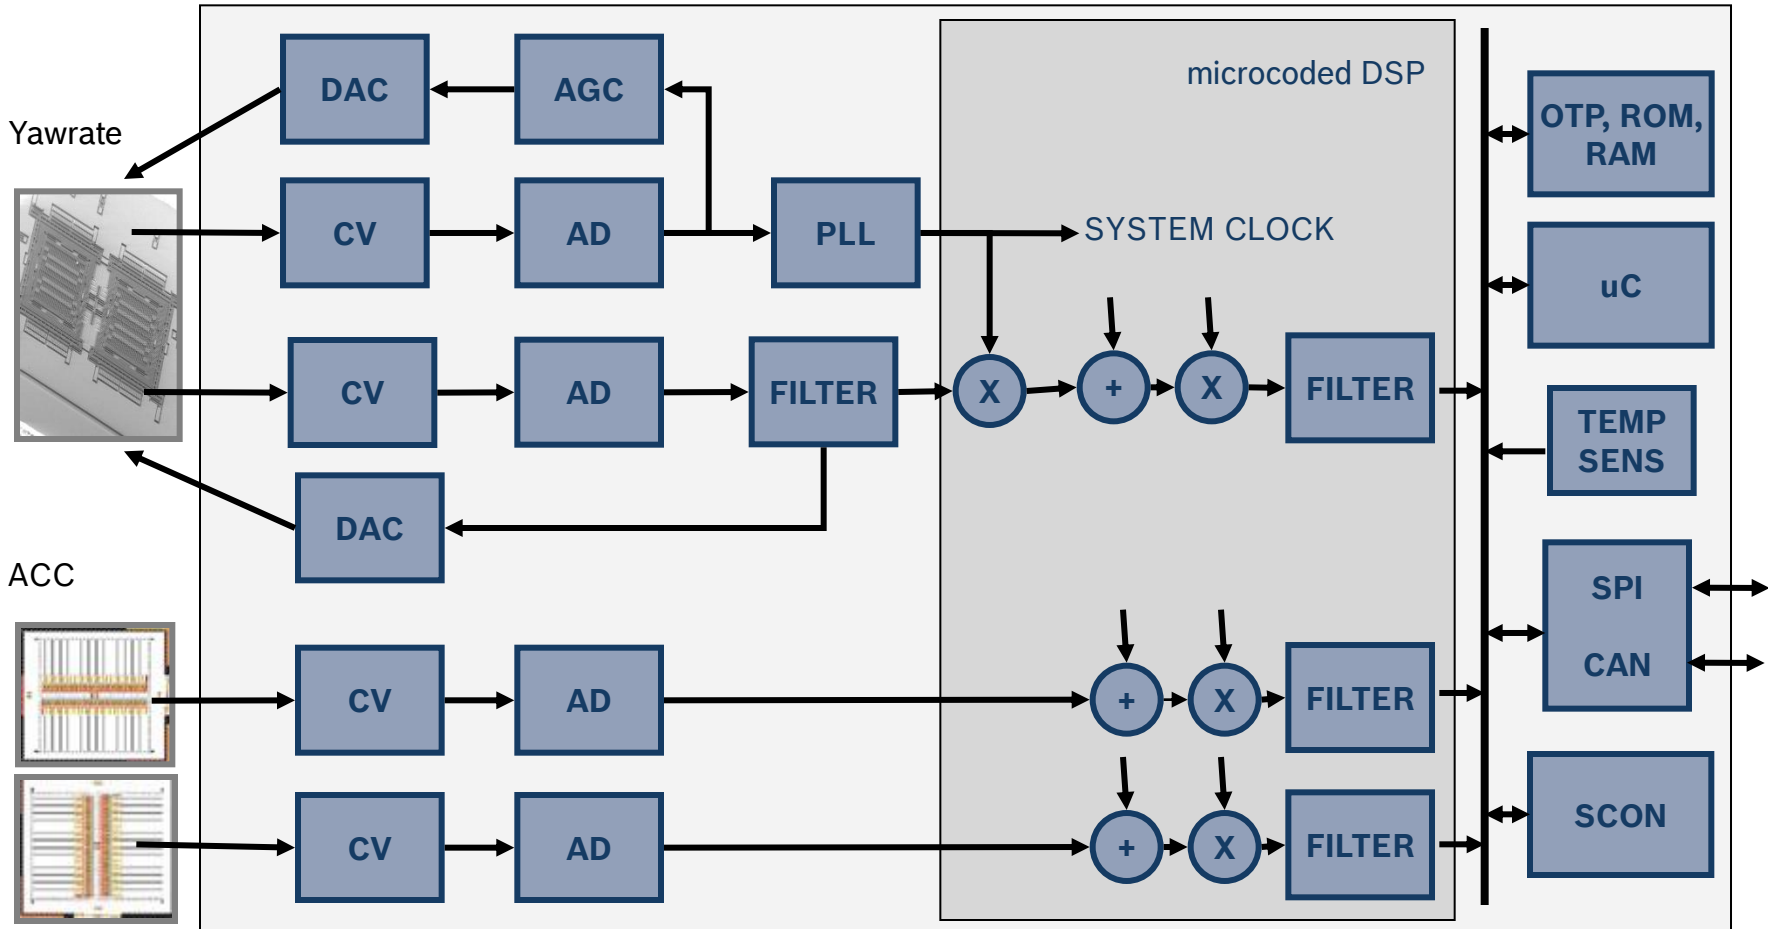 microcoded DSP
Yawrate
DAC
AGC
OTP, ROM,
RAM
CV
AD
PLL
SYSTEM CLOCK
uC
CV
AD
FILTER
X
+
X
FILTER
TEMP
SENS
DAC
ACC
SPI
CAN
CV
AD
+
X
FILTER
CV
AD
+
X
FILTER
SCON